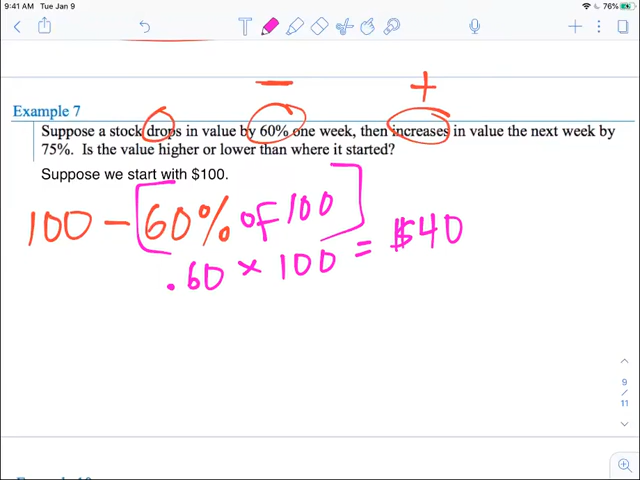 9:41 AM Tue Jan 9
76%
T
− +
Example 7
Suppose a stock drops in value by 60% one week, then increases in value the next week by
75%. Is the value higher or lower than where it started?
Suppose we start with $100.
100 − [60% of 100] = $40
.60 × 100
9
/
11